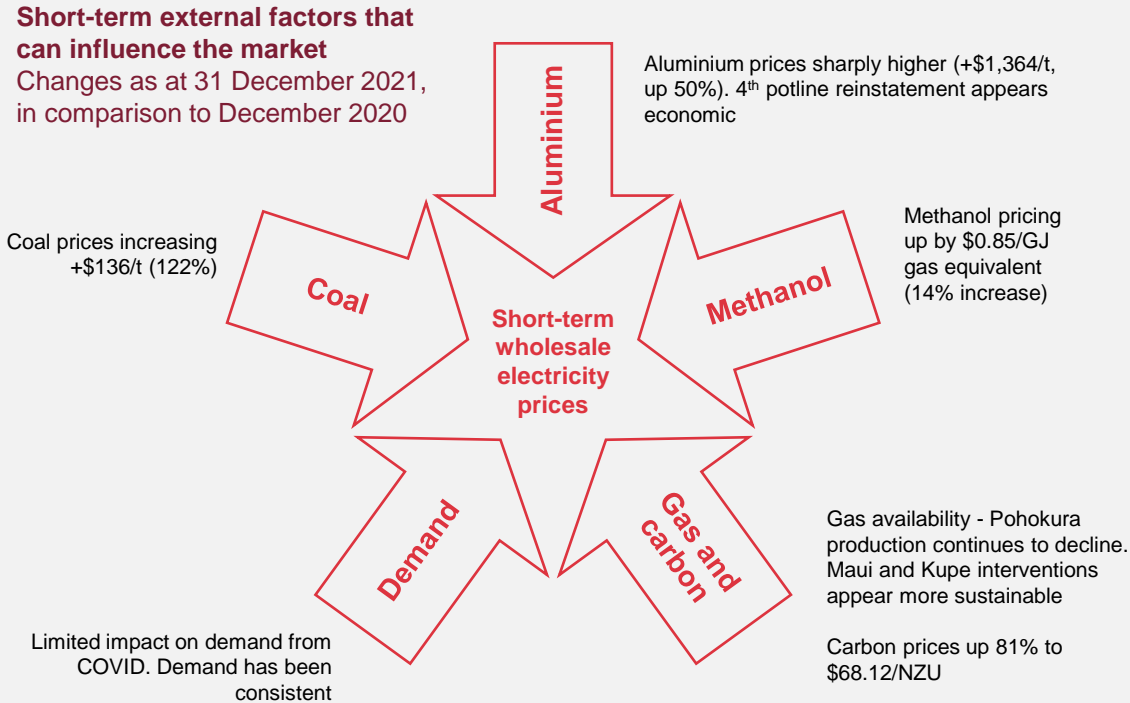 Short-term external factors that
can influence the market
Changes as at 31 December 2021,
in comparison to December 2020
Aluminium
Aluminium prices sharply higher (+$1,364/t,
up 50%). 4th potline reinstatement appears
economic
Coal prices increasing
+$136/t (122%)
Coal
Methanol
Methanol pricing
up by $0.85/GJ
gas equivalent
(14% increase)
Short-term
wholesale
electricity
prices
Demand
Limited impact on demand from
COVID. Demand has been
consistent
Gas and
carbon
Gas availability - Pohokura
production continues to decline.
Maui and Kupe interventions
appear more sustainable
Carbon prices up 81% to
$68.12/NZU